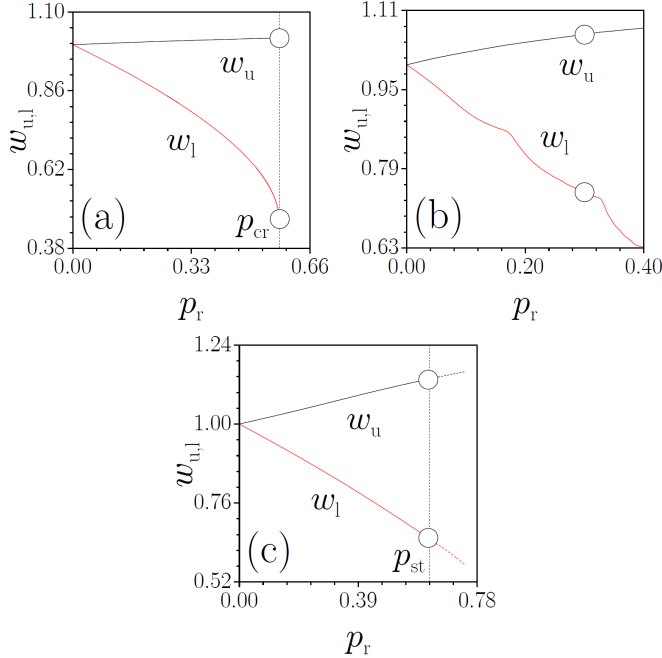 1.10
0.86
0.62
0.38
w_u,l
w_u
w_l
(a)
p_cr
0.00 0.33 0.66
p_r
1.11
0.95
0.79
0.63
w_u,l
w_u
w_l
(b)
0.00 0.20 0.40
p_r
1.24
1.00
0.76
0.52
w_u,l
w_u
w_l
(c)
p_st
0.00 0.39 0.78
p_r